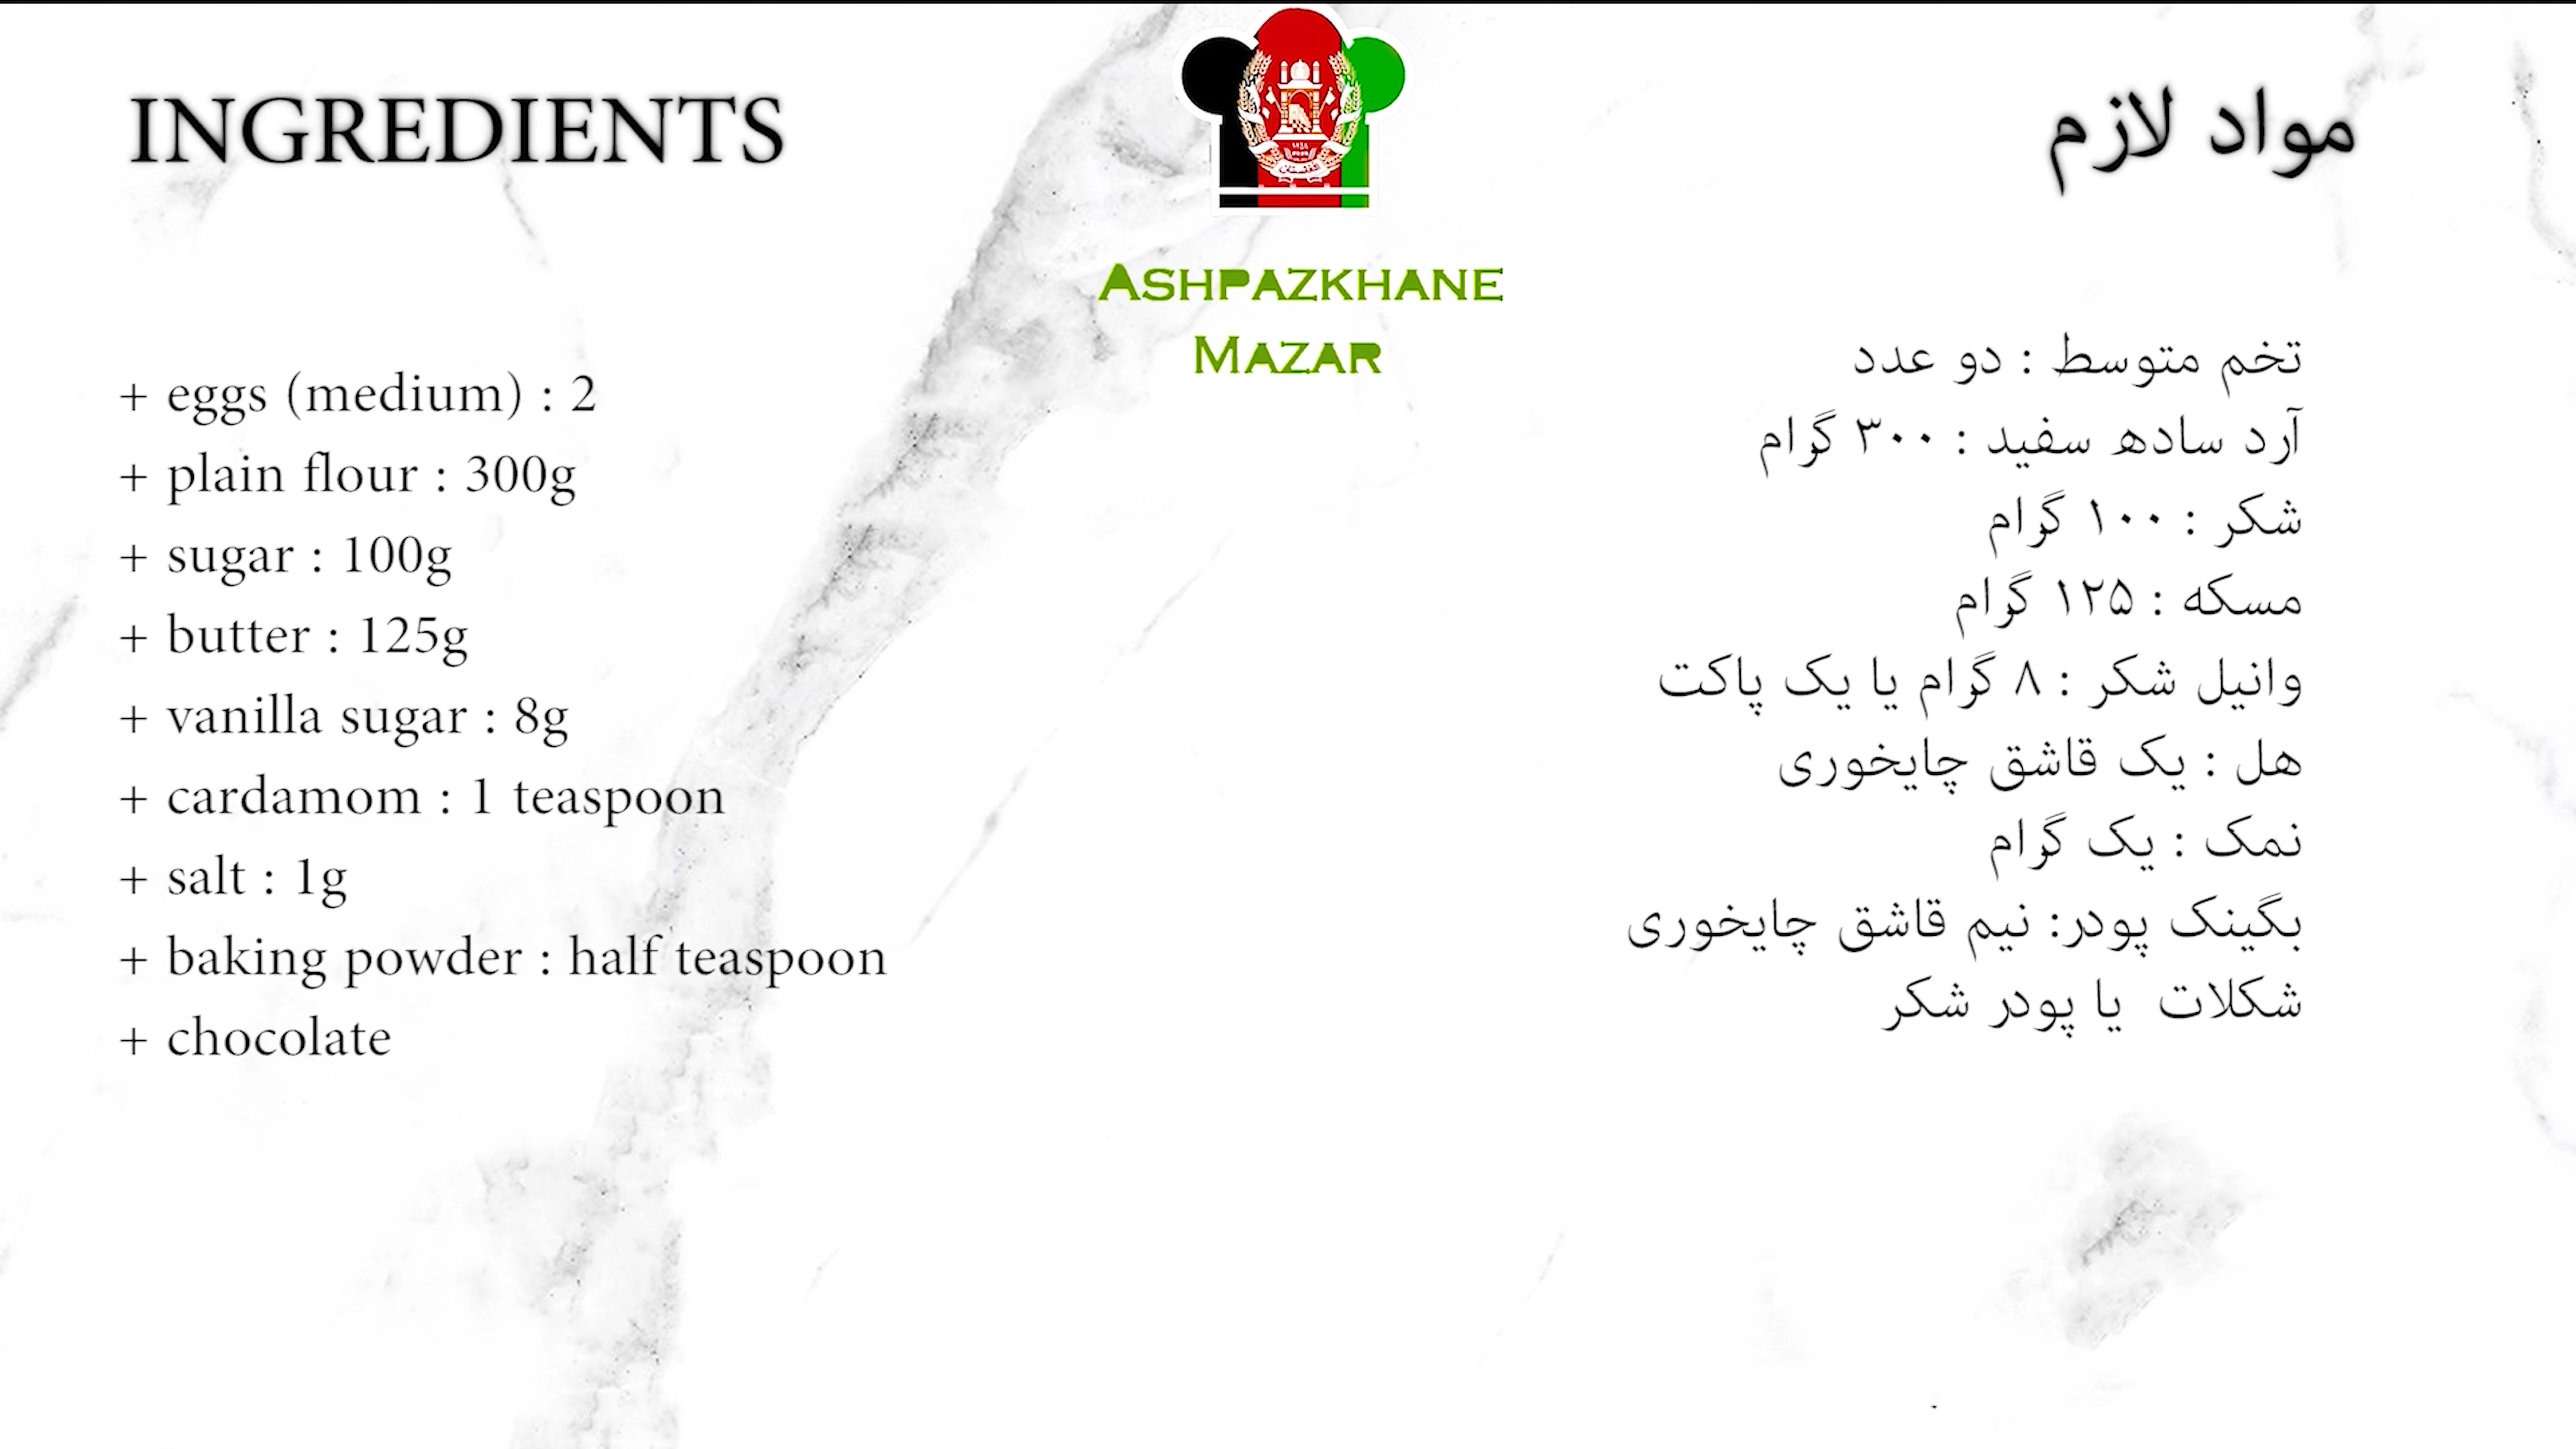 INGREDIENTS
+ eggs (medium) : 2
+ plain flour : 300g
+ sugar : 100g
+ butter : 125g
+ vanilla sugar : 8g
+ cardamom : 1 teaspoon
+ salt : 1g
+ baking powder : half teaspoon
+ chocolate
ASHPAZKHANE
MAZAR
مواد لازم
تخم متوسط : دو عدد
آرد ساده سفید : ۳۰۰ گرام
شکر : ۱۰۰ گرام
مسکه : ۱۲۵ گرام
وانیل شکر : ۸ گرام یا یک پاکت
هل : یک قاشق چایخوری
نمک : یک گرام
بگینک پودر: نیم قاشق چایخوری
شکلات  یا پودر شکر